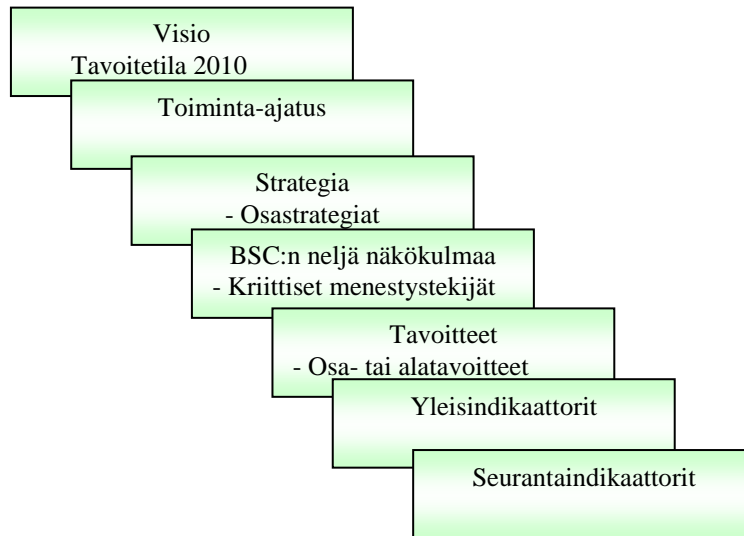 Visio
Tavoitetila 2010
Toiminta-ajatus
Strategia
- Osastrategiat
BSC:n neljä näkökulmaa
- Kriittiset menestystekijät
Tavoitteet
- Osa- tai alatavoitteet
Yleisindikaattorit
Seurantaindikaattorit